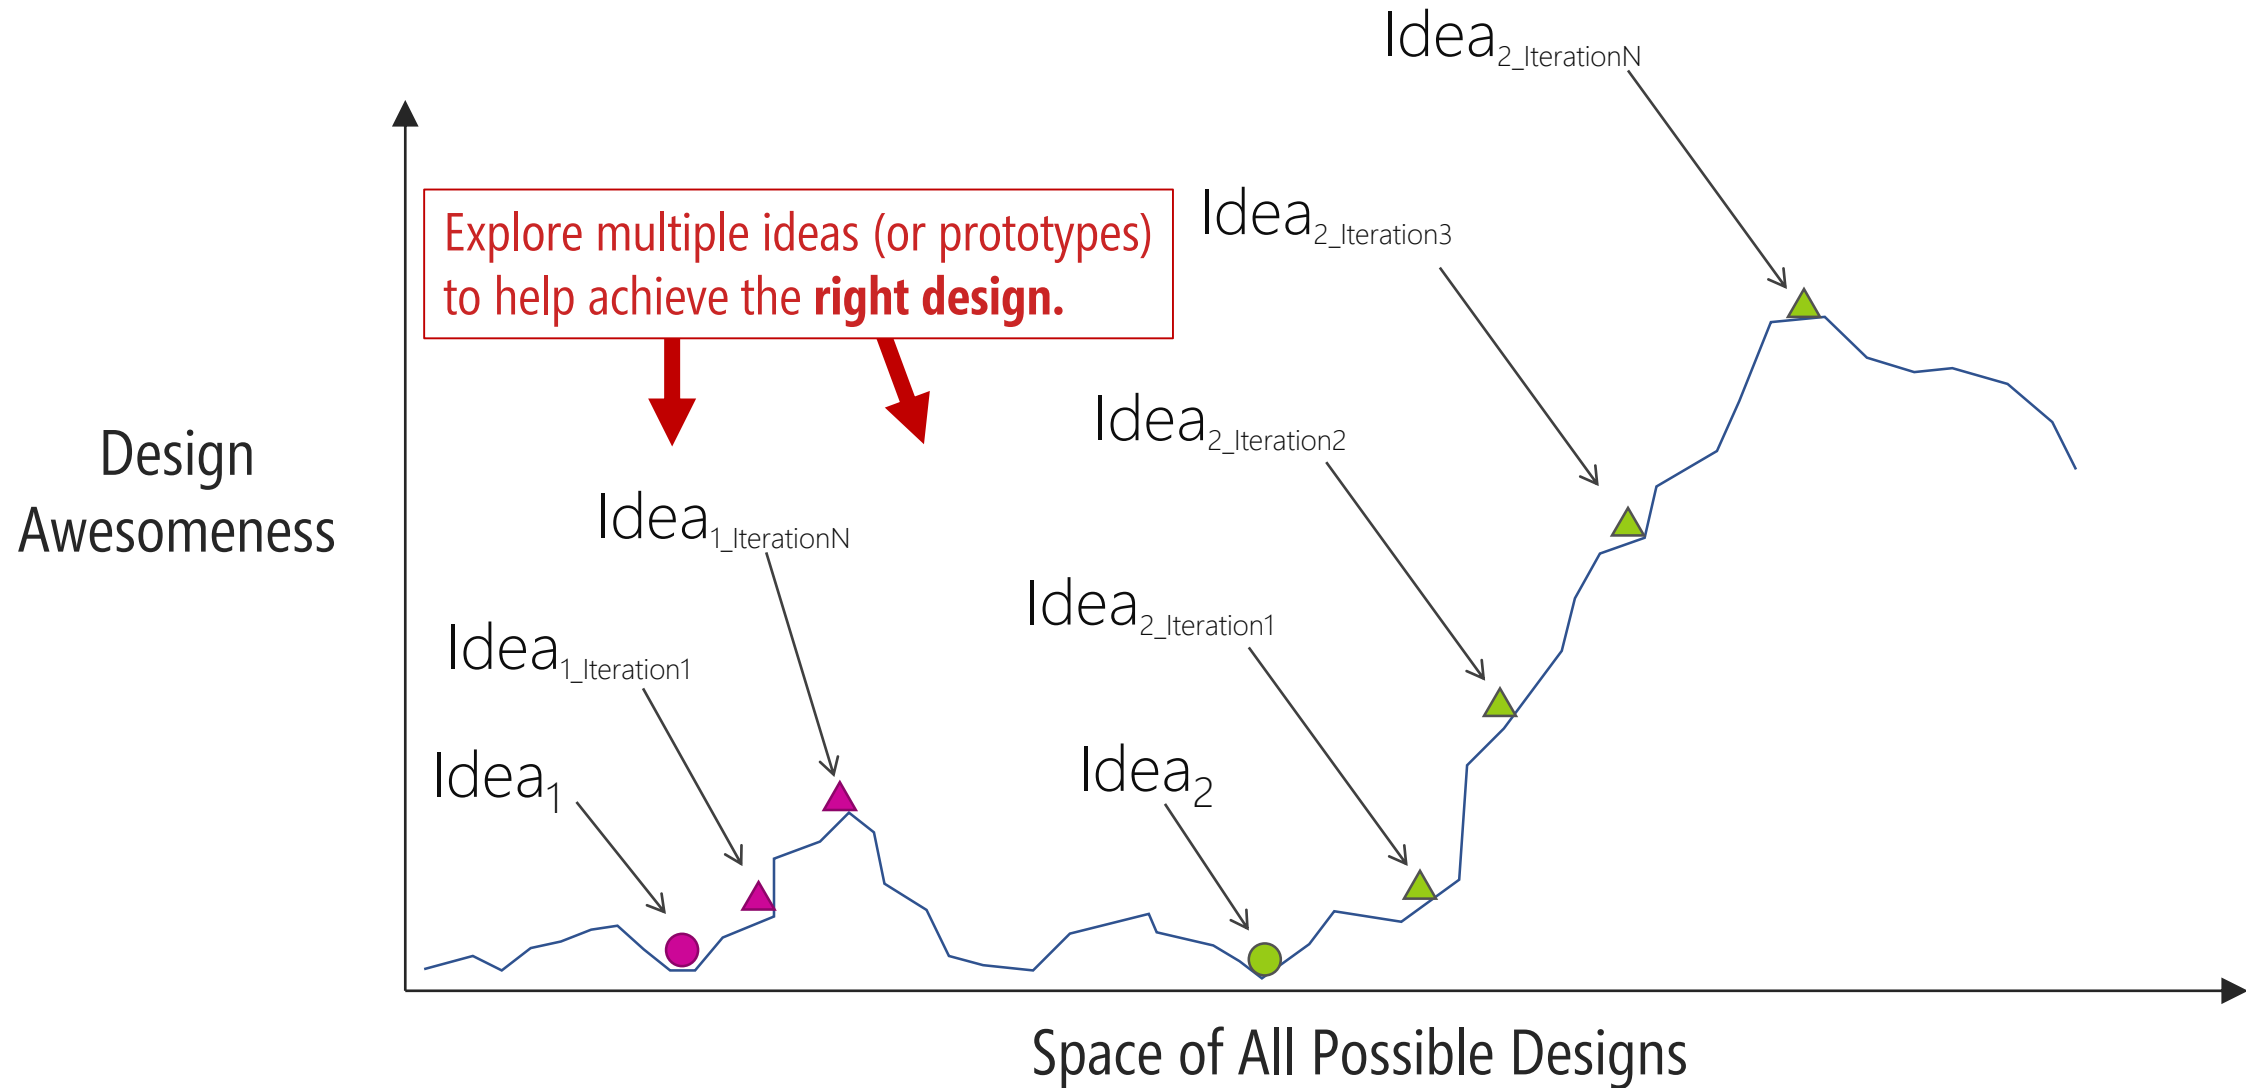 Idea2_IterationN
Explore multiple ideas (or prototypes)
to help achieve the right design.
Idea2_Iteration3
Idea2_Iteration2
Design
Awesomeness
Idea1_IterationN
Idea2_Iteration1
Idea1_Iteration1
Idea1
Idea2
Space of All Possible Designs